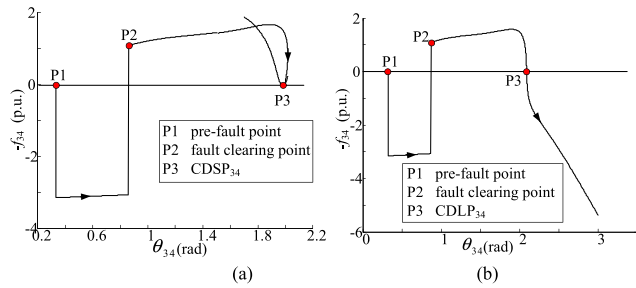 2
P2
P1
0
P3
-f34 (p.u.)
P1 pre-fault point
P2 fault clearing point
P3 CDSP34
-2
-4
0.2 0.6 1 1.4 1.8 2.2
θ34(rad)
(a)
2
P2
P1
0
P3
-f34 (p.u.)
-2
-4
P1 pre-fault point
P2 fault clearing point
P3 CDLP34
-6
0 1 2 3
θ34(rad)
(b)